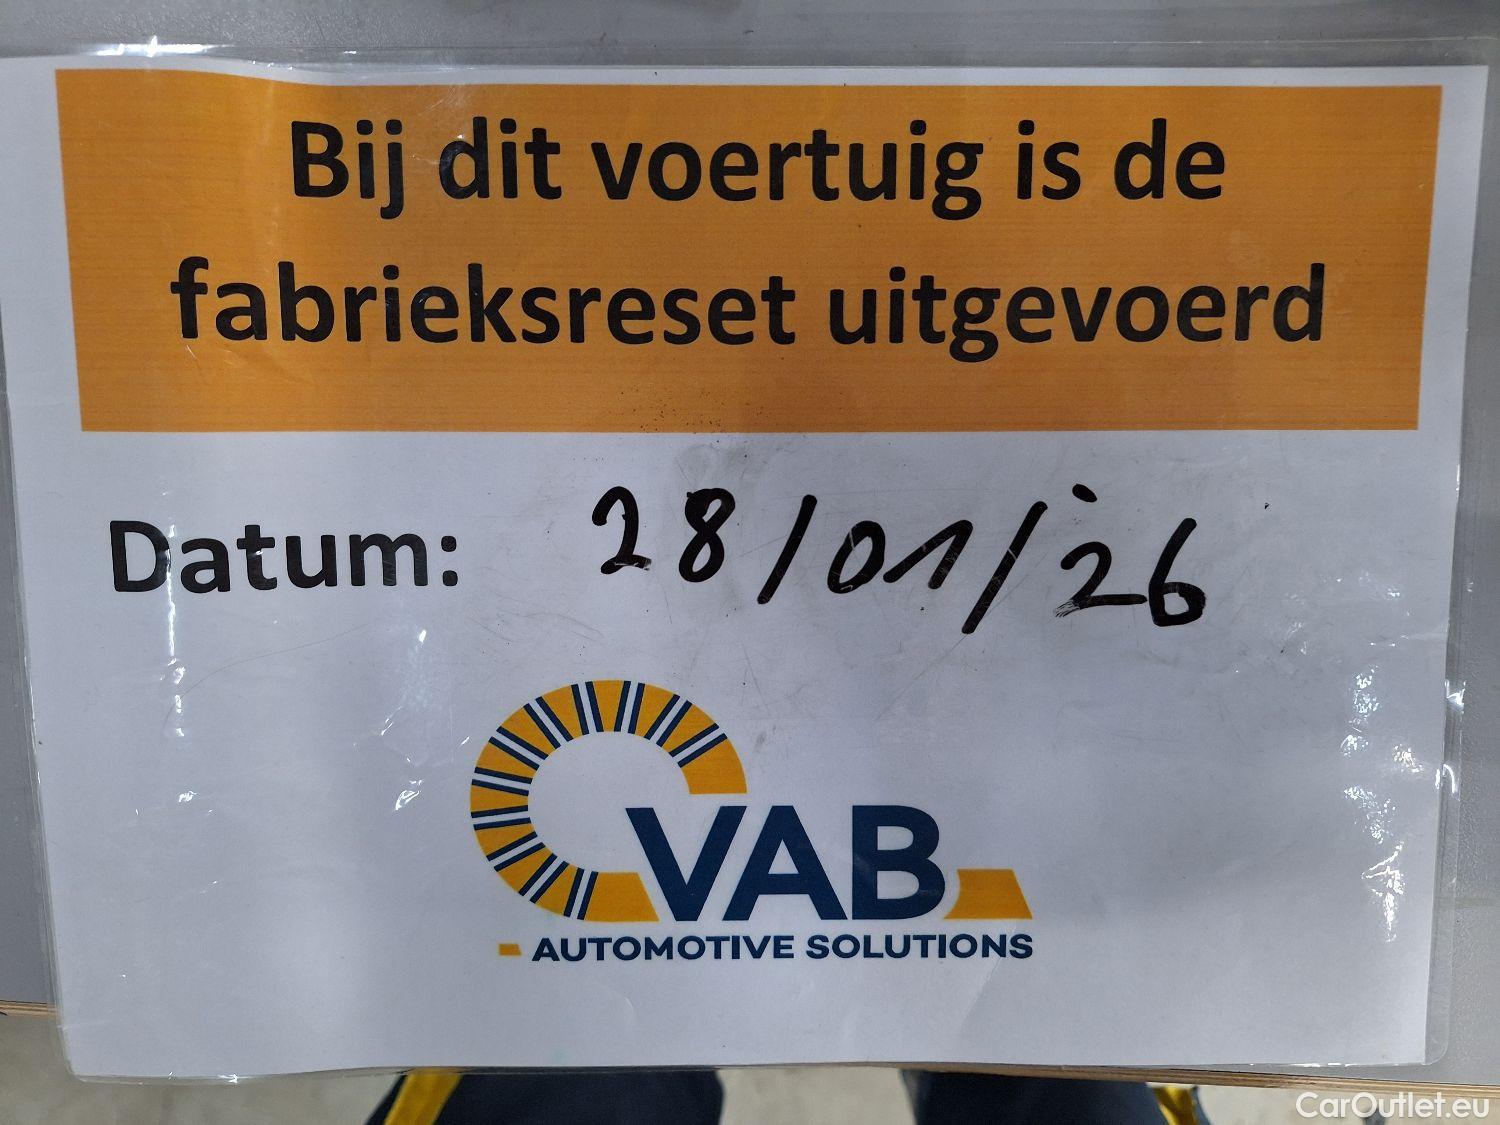 Bij dit voertuig is de
fabrieksreset uitgevoerd
Datum: 28/01/26
VAB
AUTOMOTIVE SOLUTIONS
CarOutlet.eu